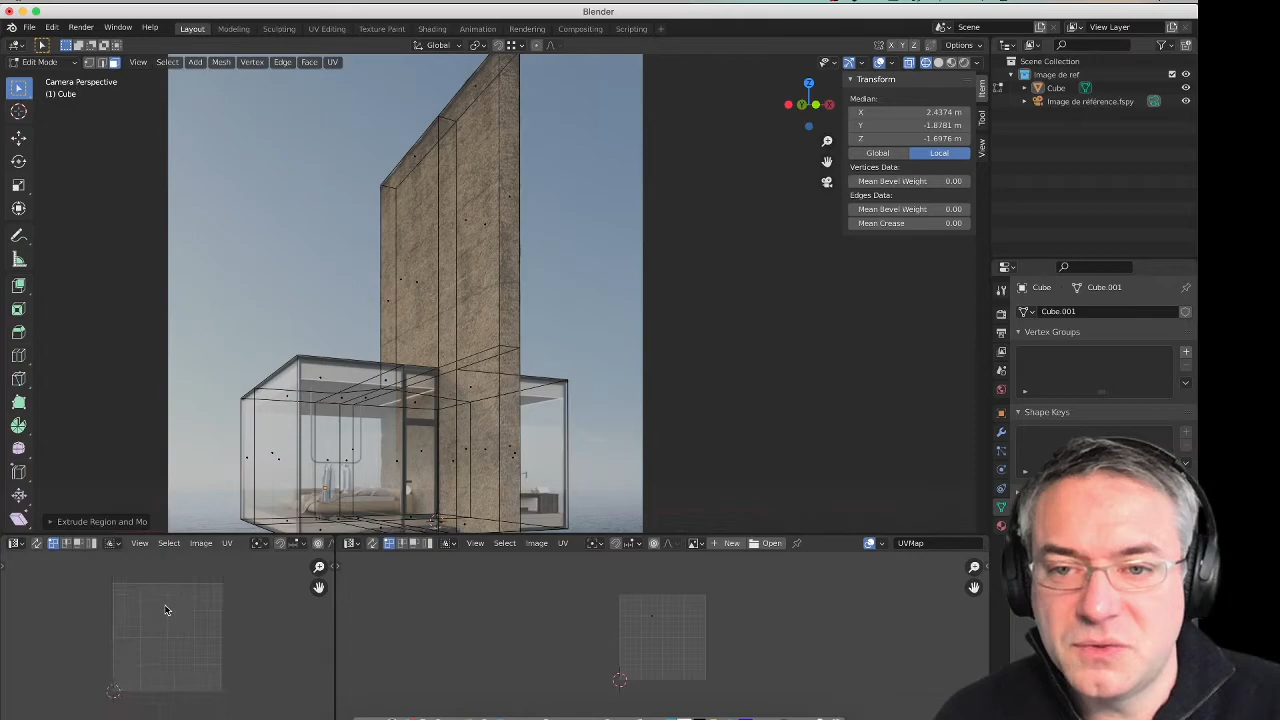 Blender
File Edit Render Window Help Layout Modeling Sculpting UV Editing Texture Paint Shading Animation Rendering Compositing Scripting + Scene View Layer
Global X Y Z Options
Edit Mode View Select Add Mesh Vertex Edge Face UV
Camera Perspective
(1) Cube
Z Y X
Transform
Median:
X 2.4374 m
Y -1.8781 m
Z -1.6976 m
Global Local
Vertices Data:
Mean Bevel Weight 0.00
Edges Data:
Mean Bevel Weight 0.00
Mean Crease 0.00
Item
Tool
View
Scene Collection
Image de ref
Cube
Image de référence.fspy
Cube Cube.001
Cube.001
Vertex Groups
Shape Keys
Extrude Region and Mo
View Select Image UV
View Select Image UV New Open UVMap